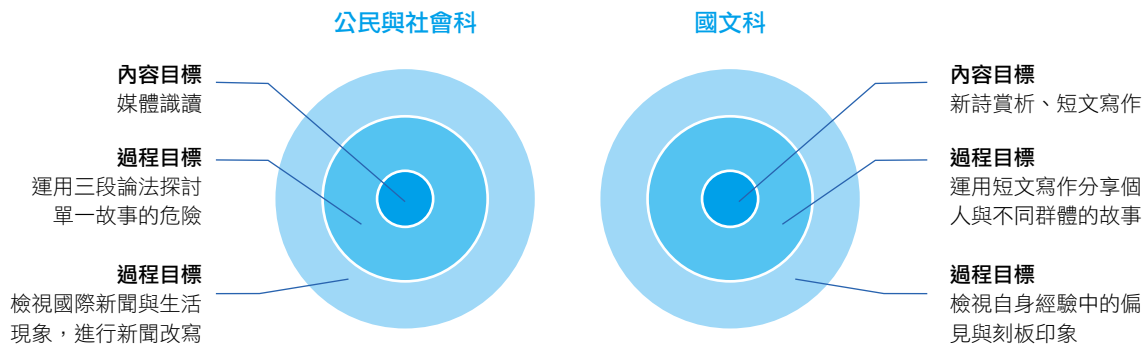 公民與社會科
內容目標
媒體識讀
過程目標
運用三段論法探討
單一故事的危險
過程目標
檢視國際新聞與生活
現象，進行新聞改寫
國文科
內容目標
新詩賞析、短文寫作
過程目標
運用短文寫作分享個
人與不同群體的故事
過程目標
檢視自身經驗中的偏
見與刻板印象